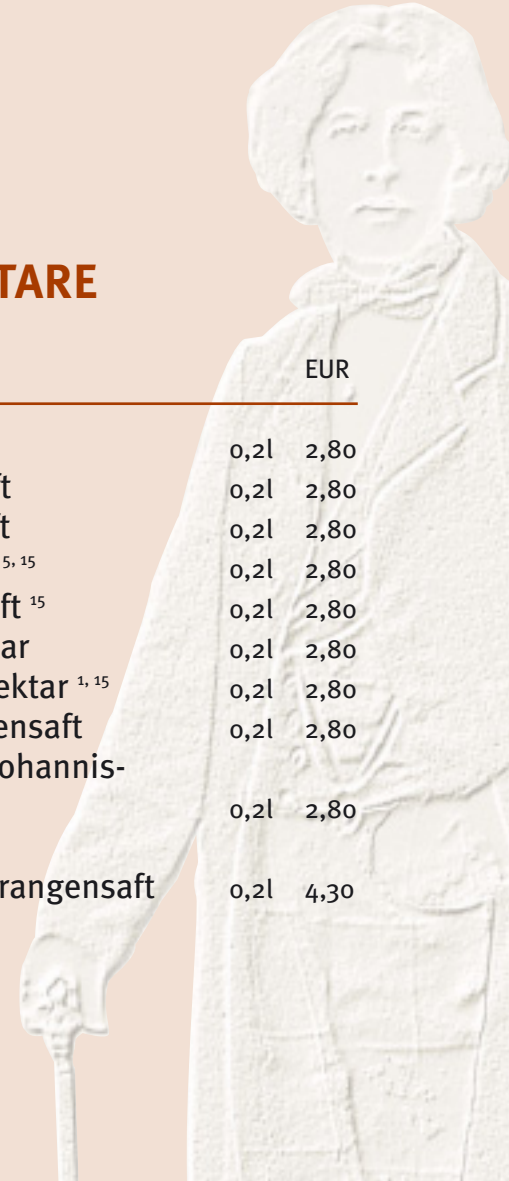 TARE
EUR
0,2l 2,80
ft 0,2l 2,80
ft 0,2l 2,80
5, 15 0,2l 2,80
ft 15 0,2l 2,80
ar 0,2l 2,80
ektar 1, 15 0,2l 2,80
ensaft 0,2l 2,80
ohannis-
0,2l 2,80
rangensaft 0,2l 4,30